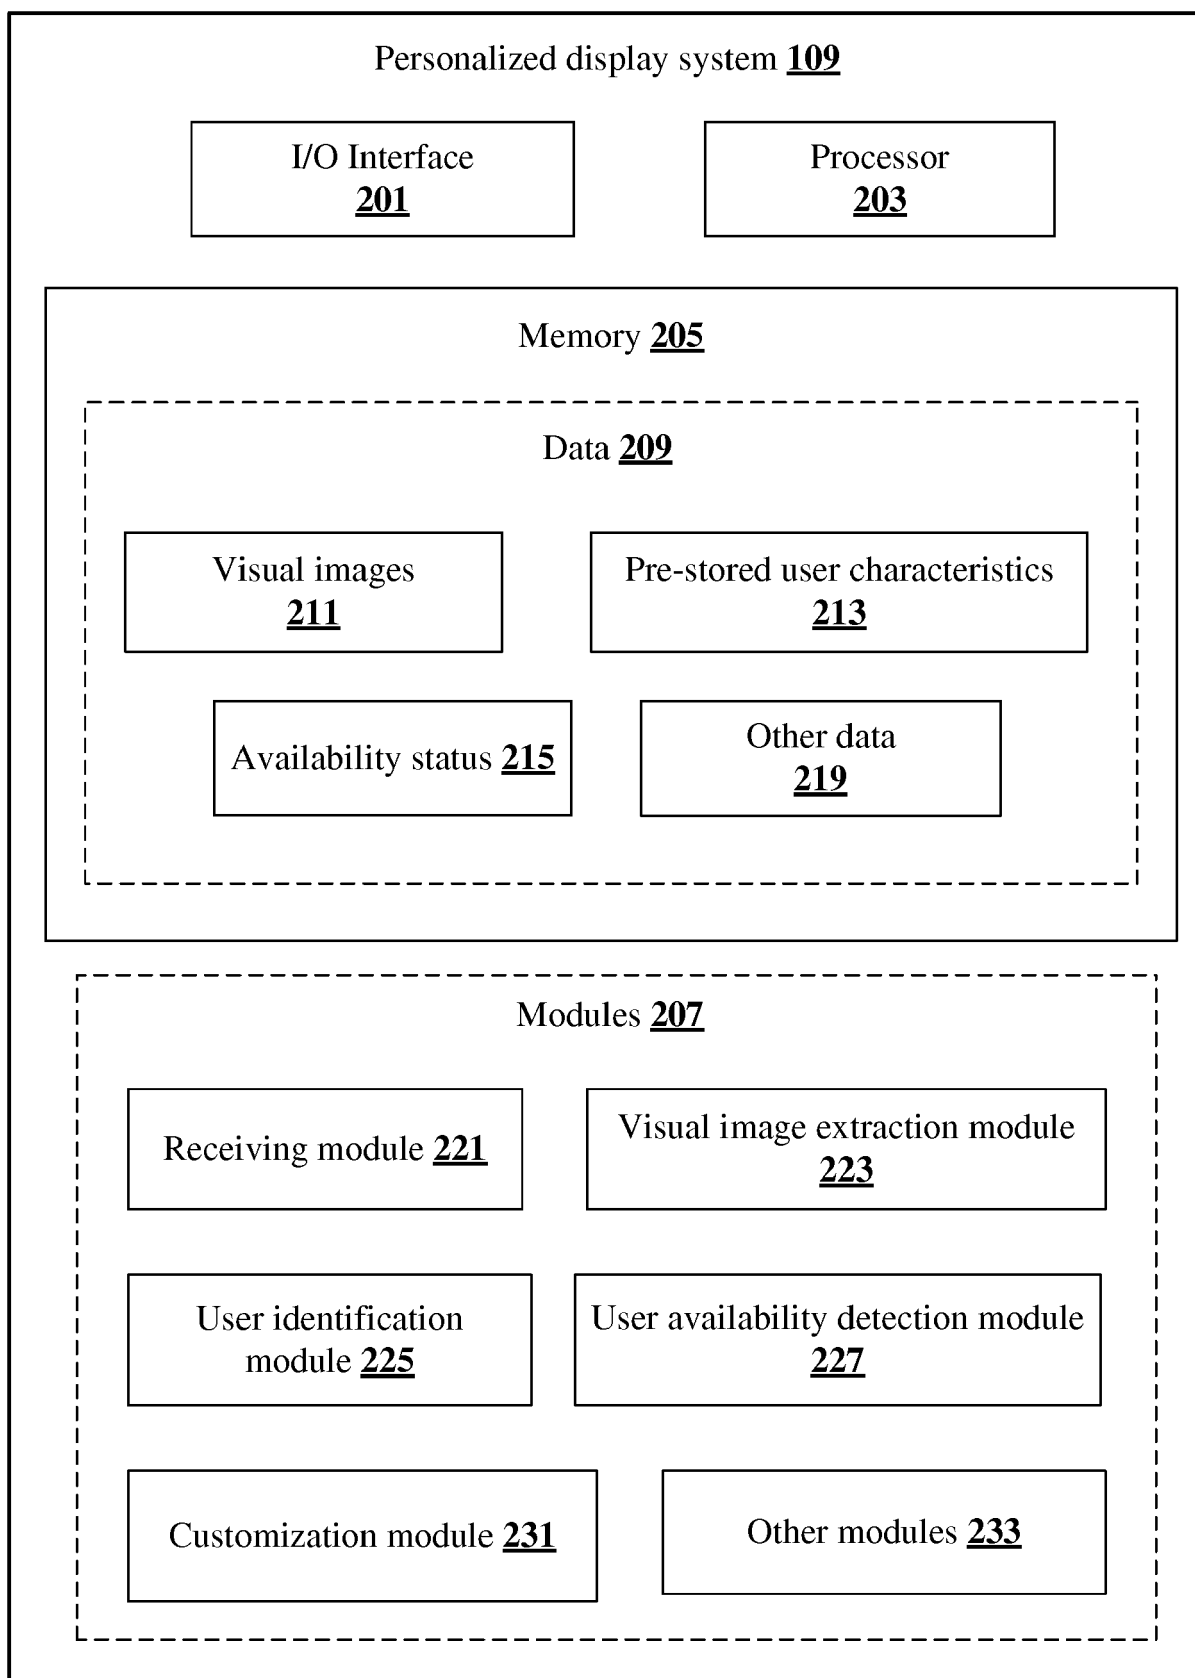 Personalized display system 109
I/O Interface
201
Processor
203
Memory 205
Data 209
Visual images
211
Pre-stored user characteristics
213
Availability status 215
Other data
219
Modules 207
Receiving module 221
Visual image extraction module
223
User identification
module 225
User availability detection module
227
Customization module 231
Other modules 233